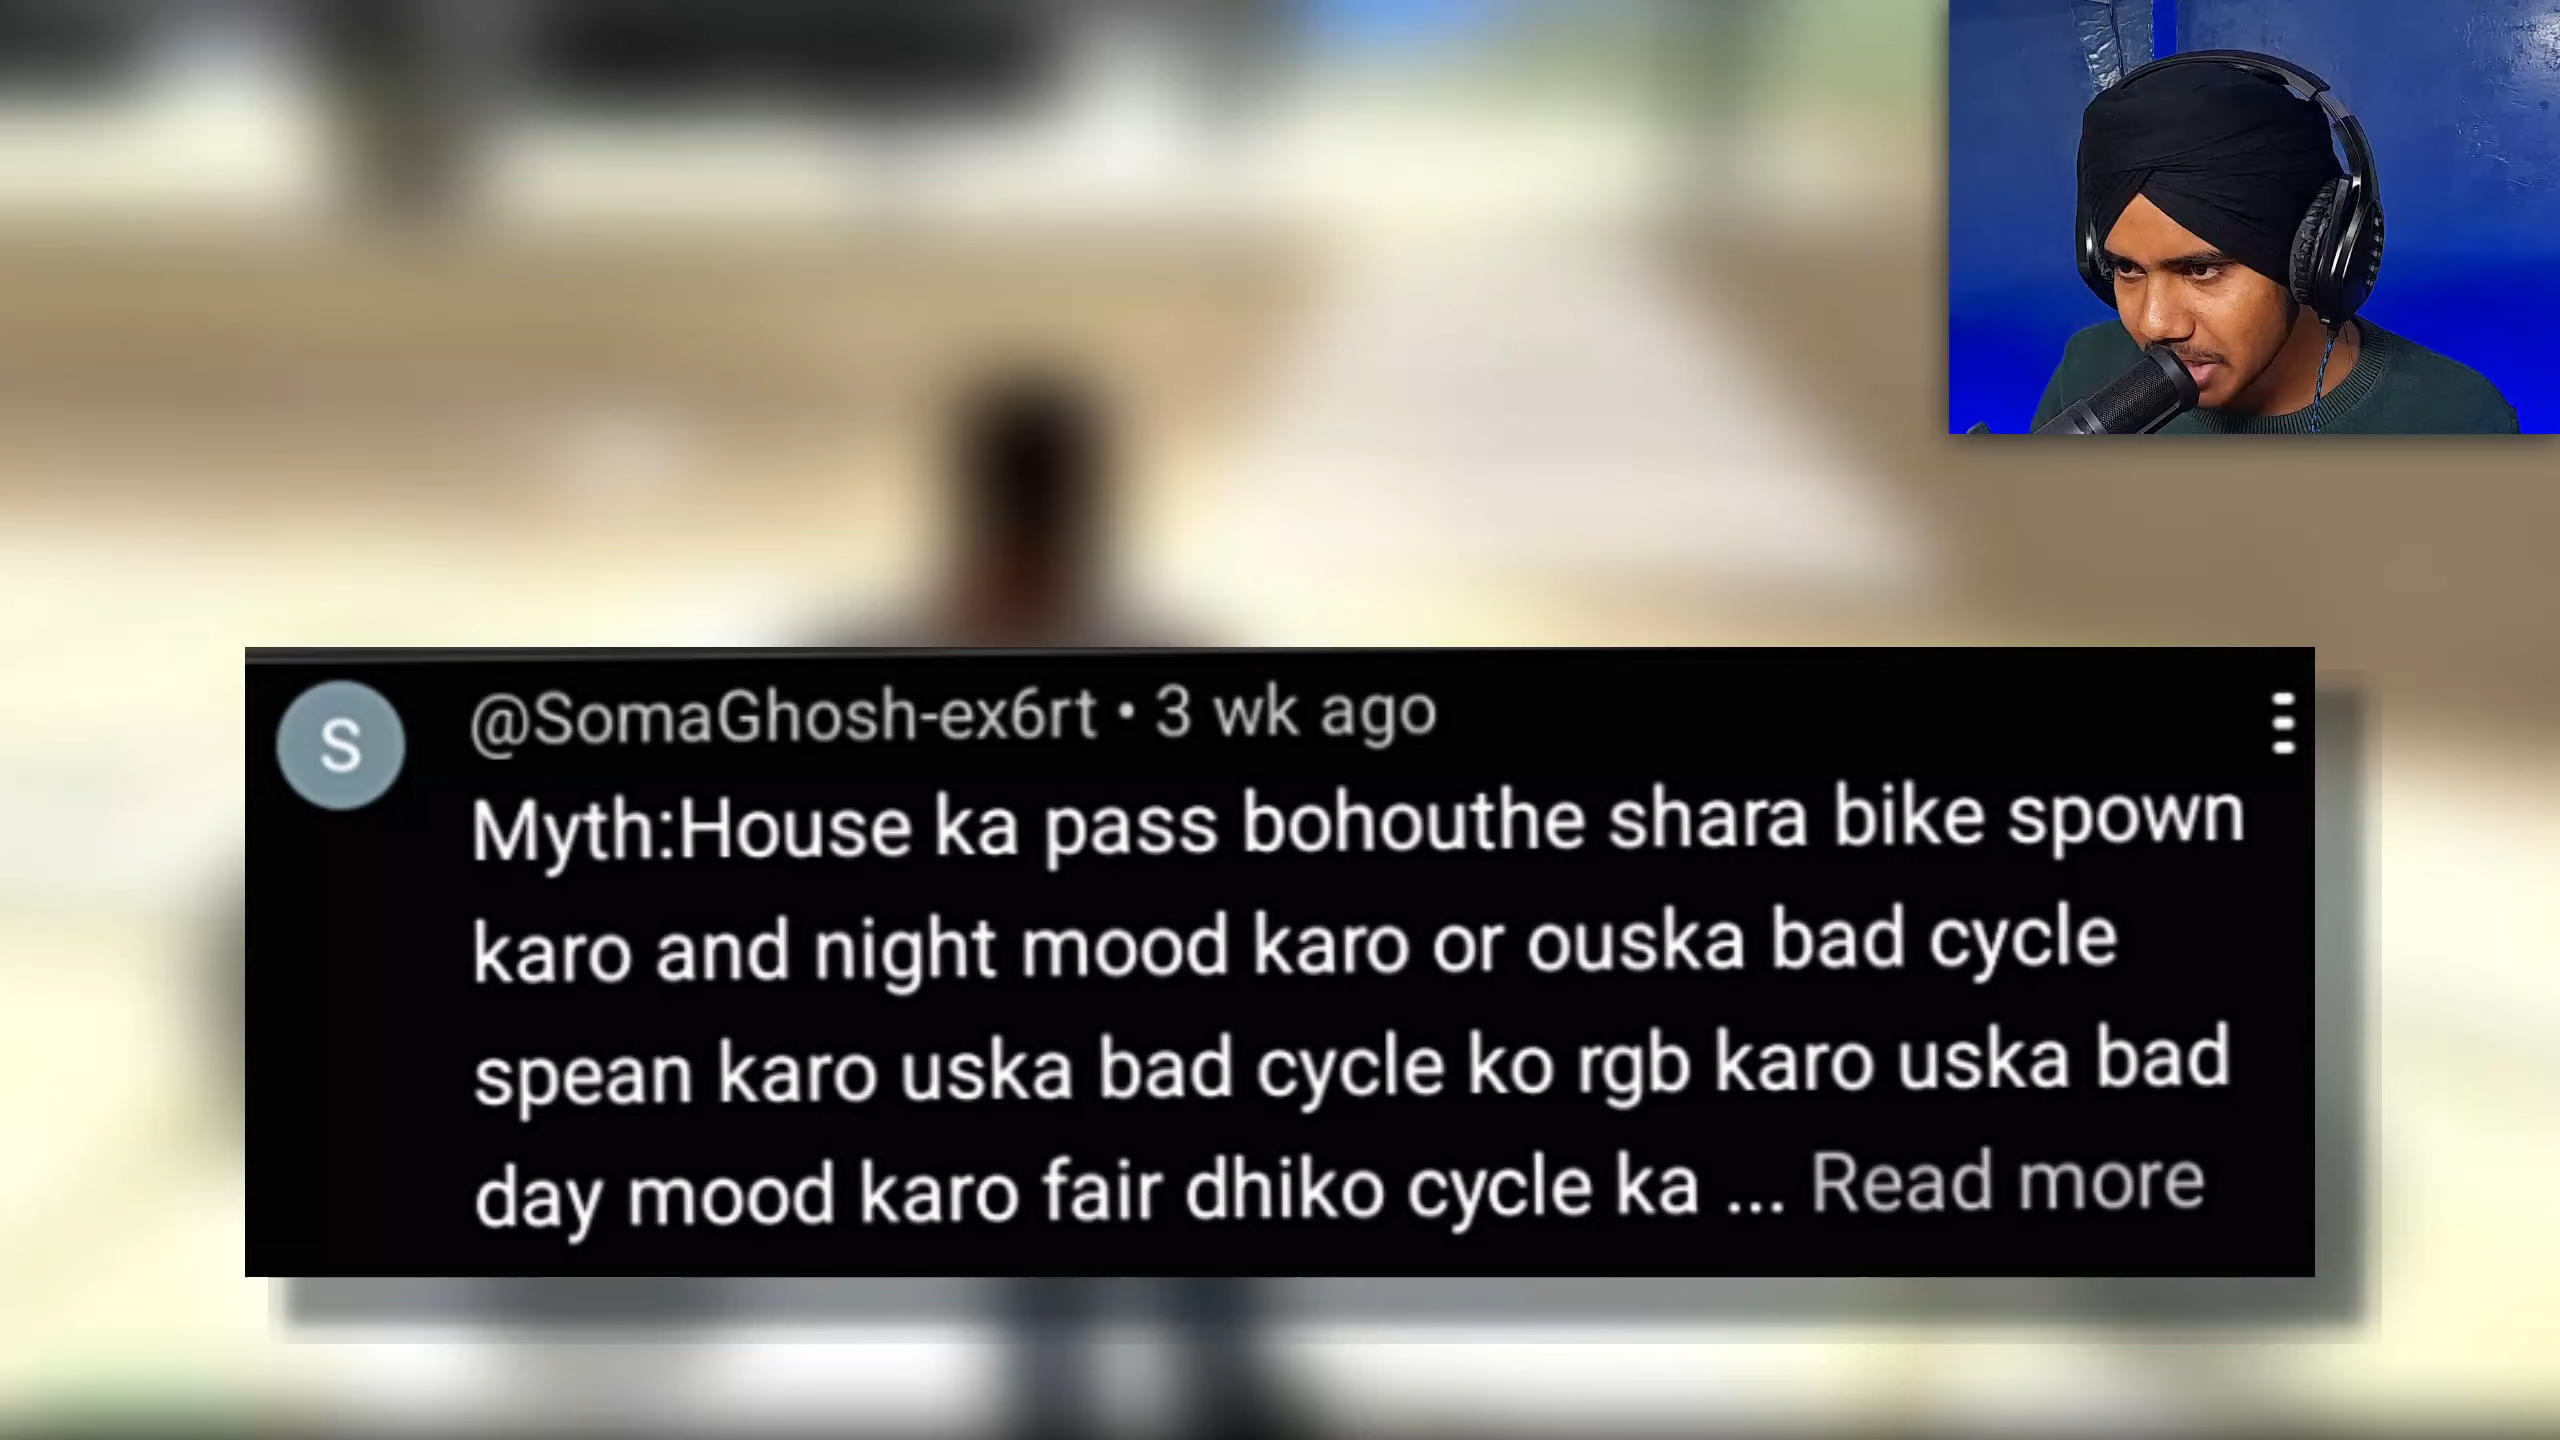 S
@SomaGhosh-ex6rt • 3 wk ago
Myth:House ka pass bohouthe shara bike spown
karo and night mood karo or ouska bad cycle
spean karo uska bad cycle ko rgb karo uska bad
day mood karo fair dhiko cycle ka ... Read more